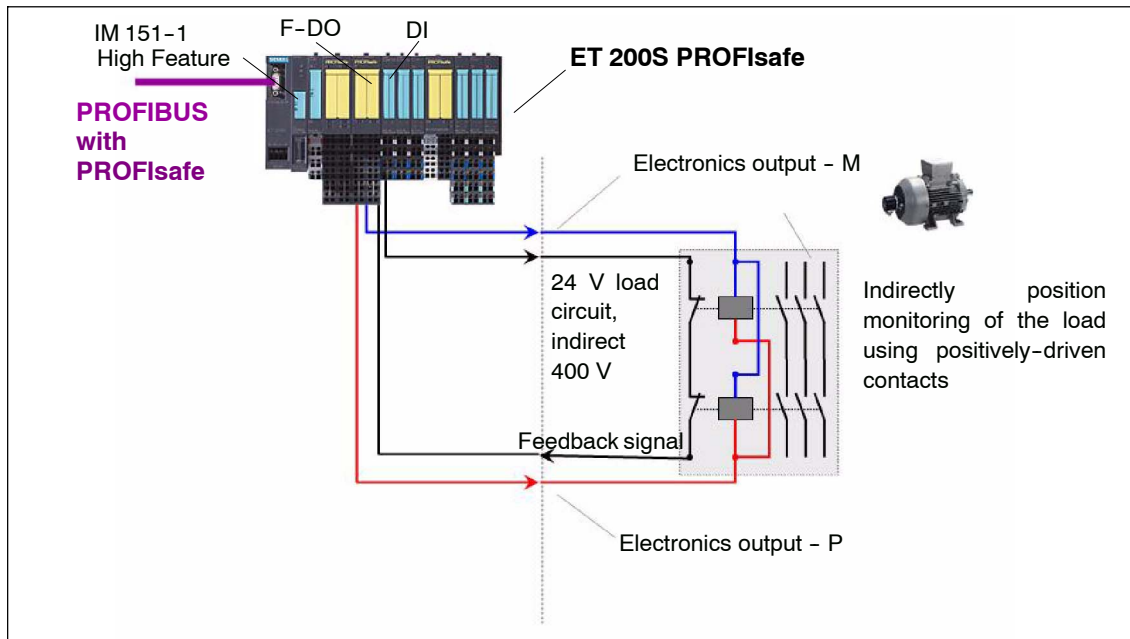 IM 151-1
High Feature
F-DO
DI
ET 200S PROFIsafe
SIEMENS
PROFIBUS
with
PROFIsafe
Electronics output - M
24 V load
circuit,
indirect
400 V
Indirectly position
monitoring of the load
using positively-driven
contacts
Feedback signal
Electronics output - P